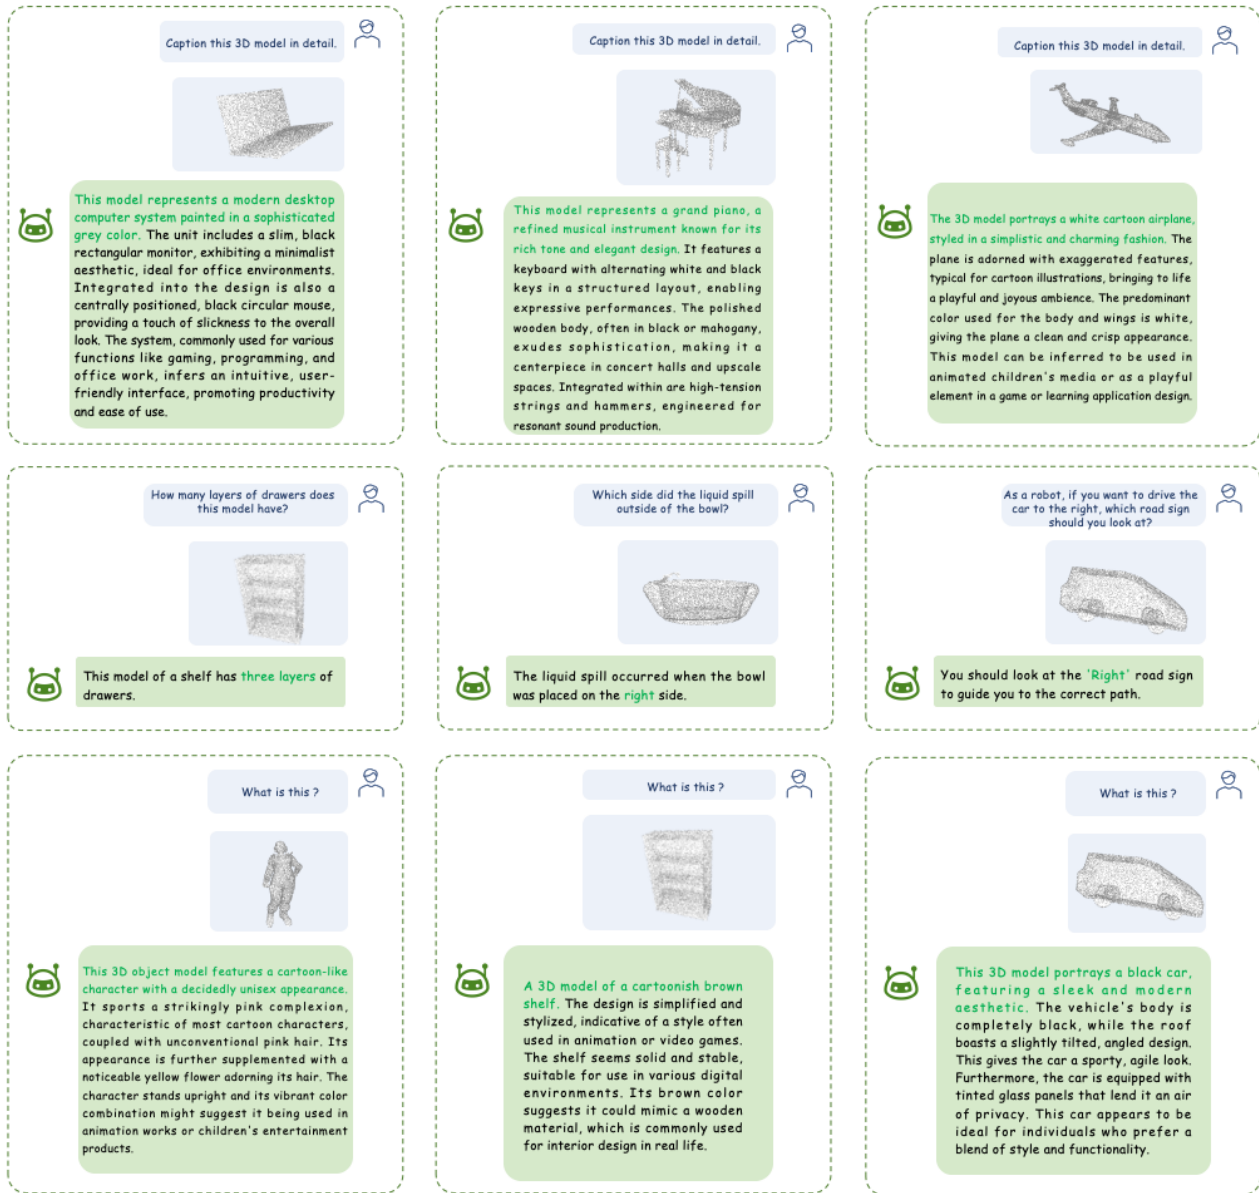 Caption this 3D model in detail.
This model represents a modern desktop
computer system painted in a sophisticated
grey color. The unit includes a slim, black
rectangular monitor, exhibiting a minimalist
aesthetic, ideal for office environments.
Integrated into the design is also a
centrally positioned, black circular mouse,
providing a touch of slickness to the overall
look. The system, commonly used for various
functions like gaming, programming, and
office work, infers an intuitive, user-
friendly interface, promoting productivity
and ease of use.
Caption this 3D model in detail.
This model represents a grand piano, a
refined musical instrument known for its
rich tone and elegant design. It features a
keyboard with alternating white and black
keys in a structured layout, enabling
expressive performances. The polished
wooden body, often in black or mahogany,
exudes sophistication, making it a
centerpiece in concert halls and upscale
spaces. Integrated within are high-tension
strings and hammers, engineered for
resonant sound production.
Caption this 3D model in detail.
The 3D model portrays a white cartoon airplane,
styled in a simplistic and charming fashion. The
plane is adorned with exaggerated features,
typical for cartoon illustrations, bringing to life
a playful and joyous ambience. The predominant
color used for the body and wings is white,
giving the plane a clean and crisp appearance.
This model can be inferred to be used in
animated children's media or as a playful
element in a game or learning application design.
How many layers of drawers does
this model have?
This model of a shelf has three layers of
drawers.
Which side did the liquid spill
outside of the bowl?
The liquid spill occurred when the bowl
was placed on the right side.
As a robot, if you want to drive the
car to the right, which road sign
should you look at?
You should look at the 'Right' road sign
to guide you to the correct path.
What is this ?
This 3D object model features a cartoon-like
character with a decidedly unisex appearance.
It sports a strikingly pink complexion,
characteristic of most cartoon characters,
coupled with unconventional pink hair. Its
appearance is further supplemented with a
noticeable yellow flower adorning its hair. The
character stands upright and its vibrant color
combination might suggest it being used in
animation works or children's entertainment
products.
What is this ?
A 3D model of a cartoonish brown
shelf. The design is simplified and
stylized, indicative of a style often
used in animation or video games.
The shelf seems solid and stable,
suitable for use in various digital
environments. Its brown color
suggests it could mimic a wooden
material, which is commonly used
for interior design in real life.
What is this ?
This 3D model portrays a black car,
featuring a sleek and modern
aesthetic. The vehicle's body is
completely black, while the roof
boasts a slightly tilted, angled design.
This gives the car a sporty, agile look.
Furthermore, the car is equipped with
tinted glass panels that lend it an air
of privacy. This car appears to be
ideal for individuals who prefer a
blend of style and functionality.